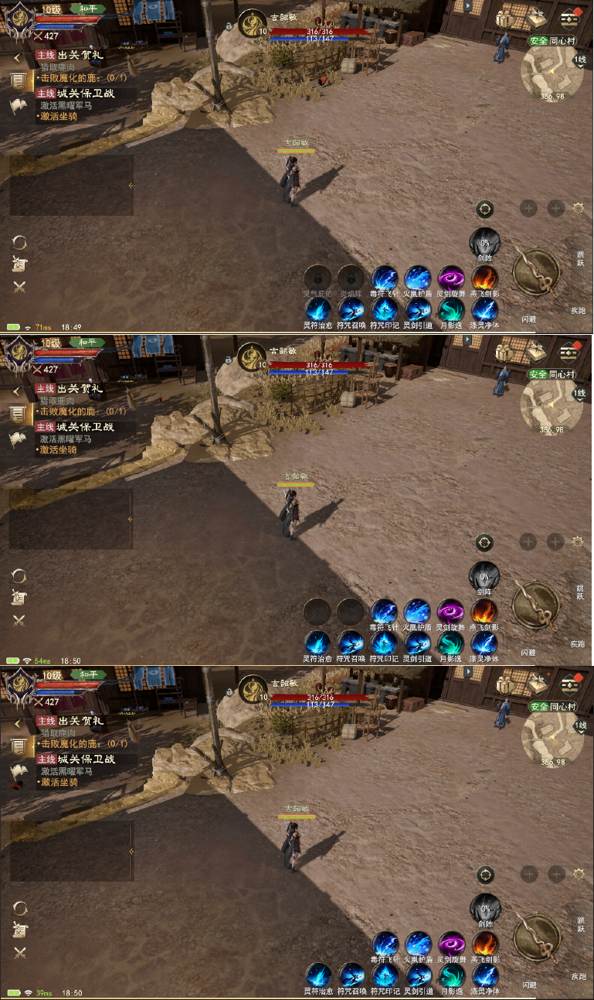 10级 和平
427
主线 出关贺礼
猎取鹿肉
·击败魔化的鹿：(0/1)
主线 城关保卫战
激活黑曜军马
·激活坐骑
古韶敏
10
316/316
113/147
安全 同心村
1线
386,98
古韶敏
0%
剑阵
跳跃
灵气庇佑 炎焰阵 毒符飞针 火凰护盾 灵剑旋舞 燕飞剑影
疾跑
灵符治愈 符咒召唤 符咒印记 灵剑引道 月影逸 涤灵净体
闪避
71ms 18:49
10级 和平
427
主线 出关贺礼
猎取鹿肉
·击败魔化的鹿：(0/1)
主线 城关保卫战
激活黑曜军马
·激活坐骑
古韶敏
10
316/316
113/147
安全 同心村
1线
386,98
古韶敏
0%
剑阵
跳跃
毒符飞针 火凰护盾 灵剑旋舞 燕飞剑影
疾跑
灵符治愈 符咒召唤 符咒印记 灵剑引道 月影逸 涤灵净体
闪避
54ms 18:50
10级 和平
427
主线 出关贺礼
猎取鹿肉
·击败魔化的鹿：(0/1)
主线 城关保卫战
激活黑曜军马
·激活坐骑
古韶敏
10
316/316
113/147
安全 同心村
1线
386,98
古韶敏
0%
剑阵
跳跃
毒符飞针 火凰护盾 灵剑旋舞 燕飞剑影
疾跑
灵符治愈 符咒召唤 符咒印记 灵剑引道 月影逸 涤灵净体
闪避
39ms 18:50